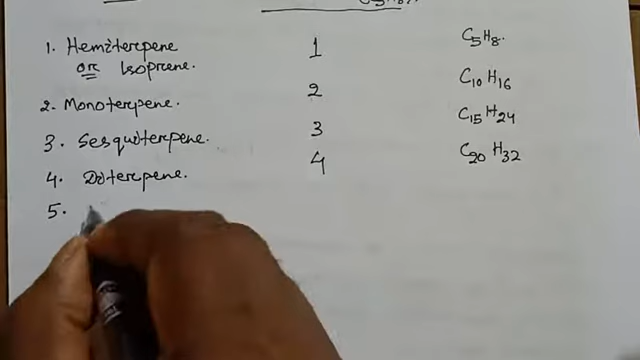 1. Hemiterpene 1 C5H8.
or Isoprene.
2. Monoterpene. 2 C10H16
3. Sesquiterpene. 3 C15H24
4. Diterpene. 4 C20H32
5.